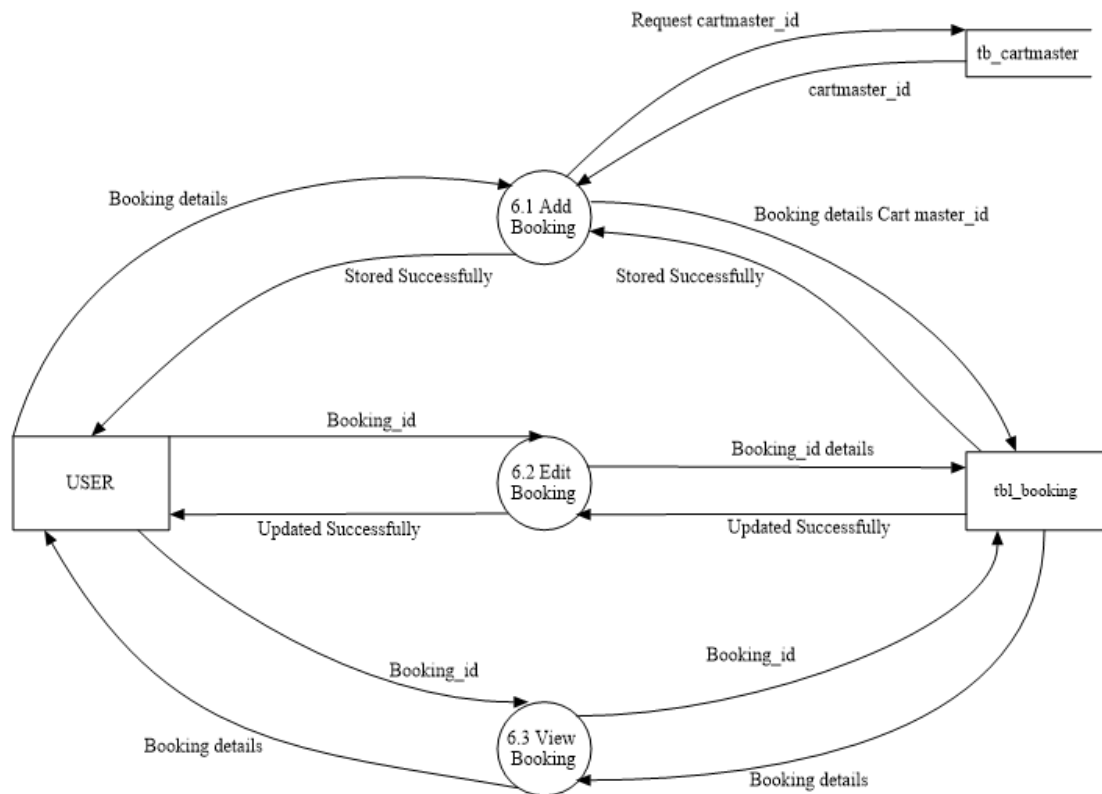 Request cartmaster_id
tb_cartmaster
cartmaster_id
Booking details
6.1 Add
Booking
Booking details Cart master_id
Stored Successfully
Stored Successfully
Booking_id
Booking_id details
USER
6.2 Edit
Booking
tbl_booking
Updated Successfully
Updated Successfully
Booking_id
Booking_id
6.3 View
Booking
Booking details
Booking details